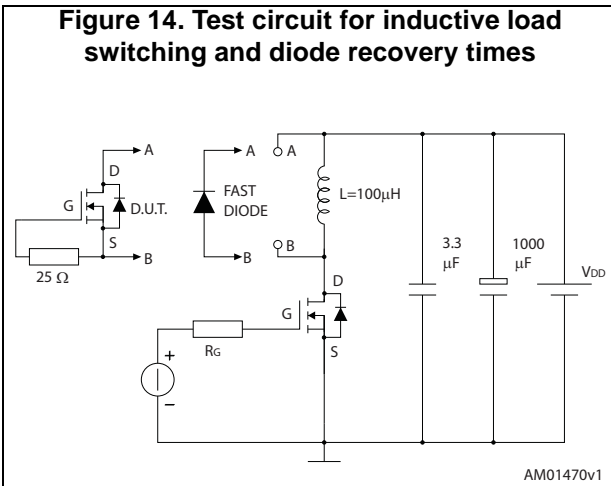 Figure 14. Test circuit for inductive load
switching and diode recovery times
A
D
G
D.U.T.
S
B
25 Ω
A
FAST
DIODE
B
A
L=100µH
B
D
G
S
RG
+
−
3.3
µF
1000
µF
VDD
AM01470v1